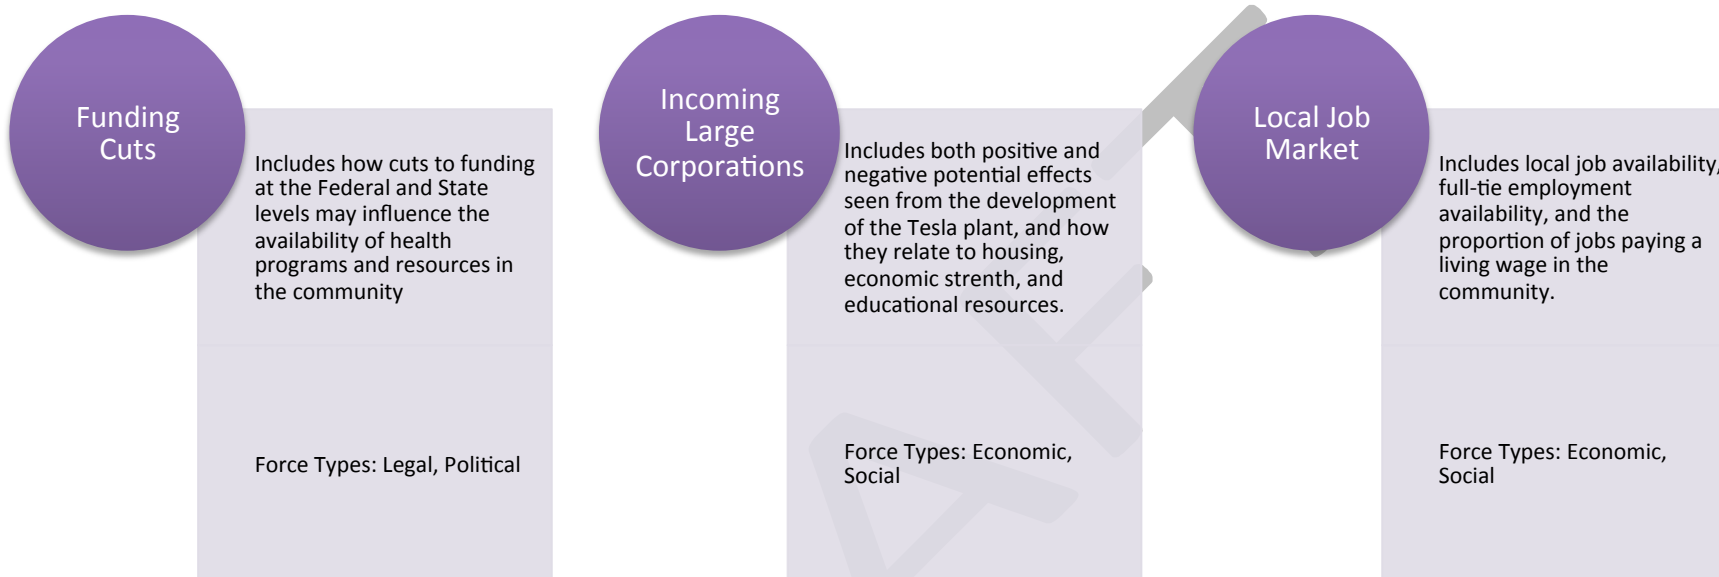 Funding
Cuts
Includes how cuts to funding
at the Federal and State
levels may influence the
availability of health
programs and resources in
the community
Force Types: Legal, Political
Incoming
Large
Corporations
Includes both positive and
negative potential effects
seen from the development
of the Tesla plant, and how
they relate to housing,
economic strenth, and
educational resources.
Force Types: Economic,
Social
Local Job
Market
Includes local job availability,
full-tie employment
availability, and the
proportion of jobs paying a
living wage in the
community.
Force Types: Economic,
Social